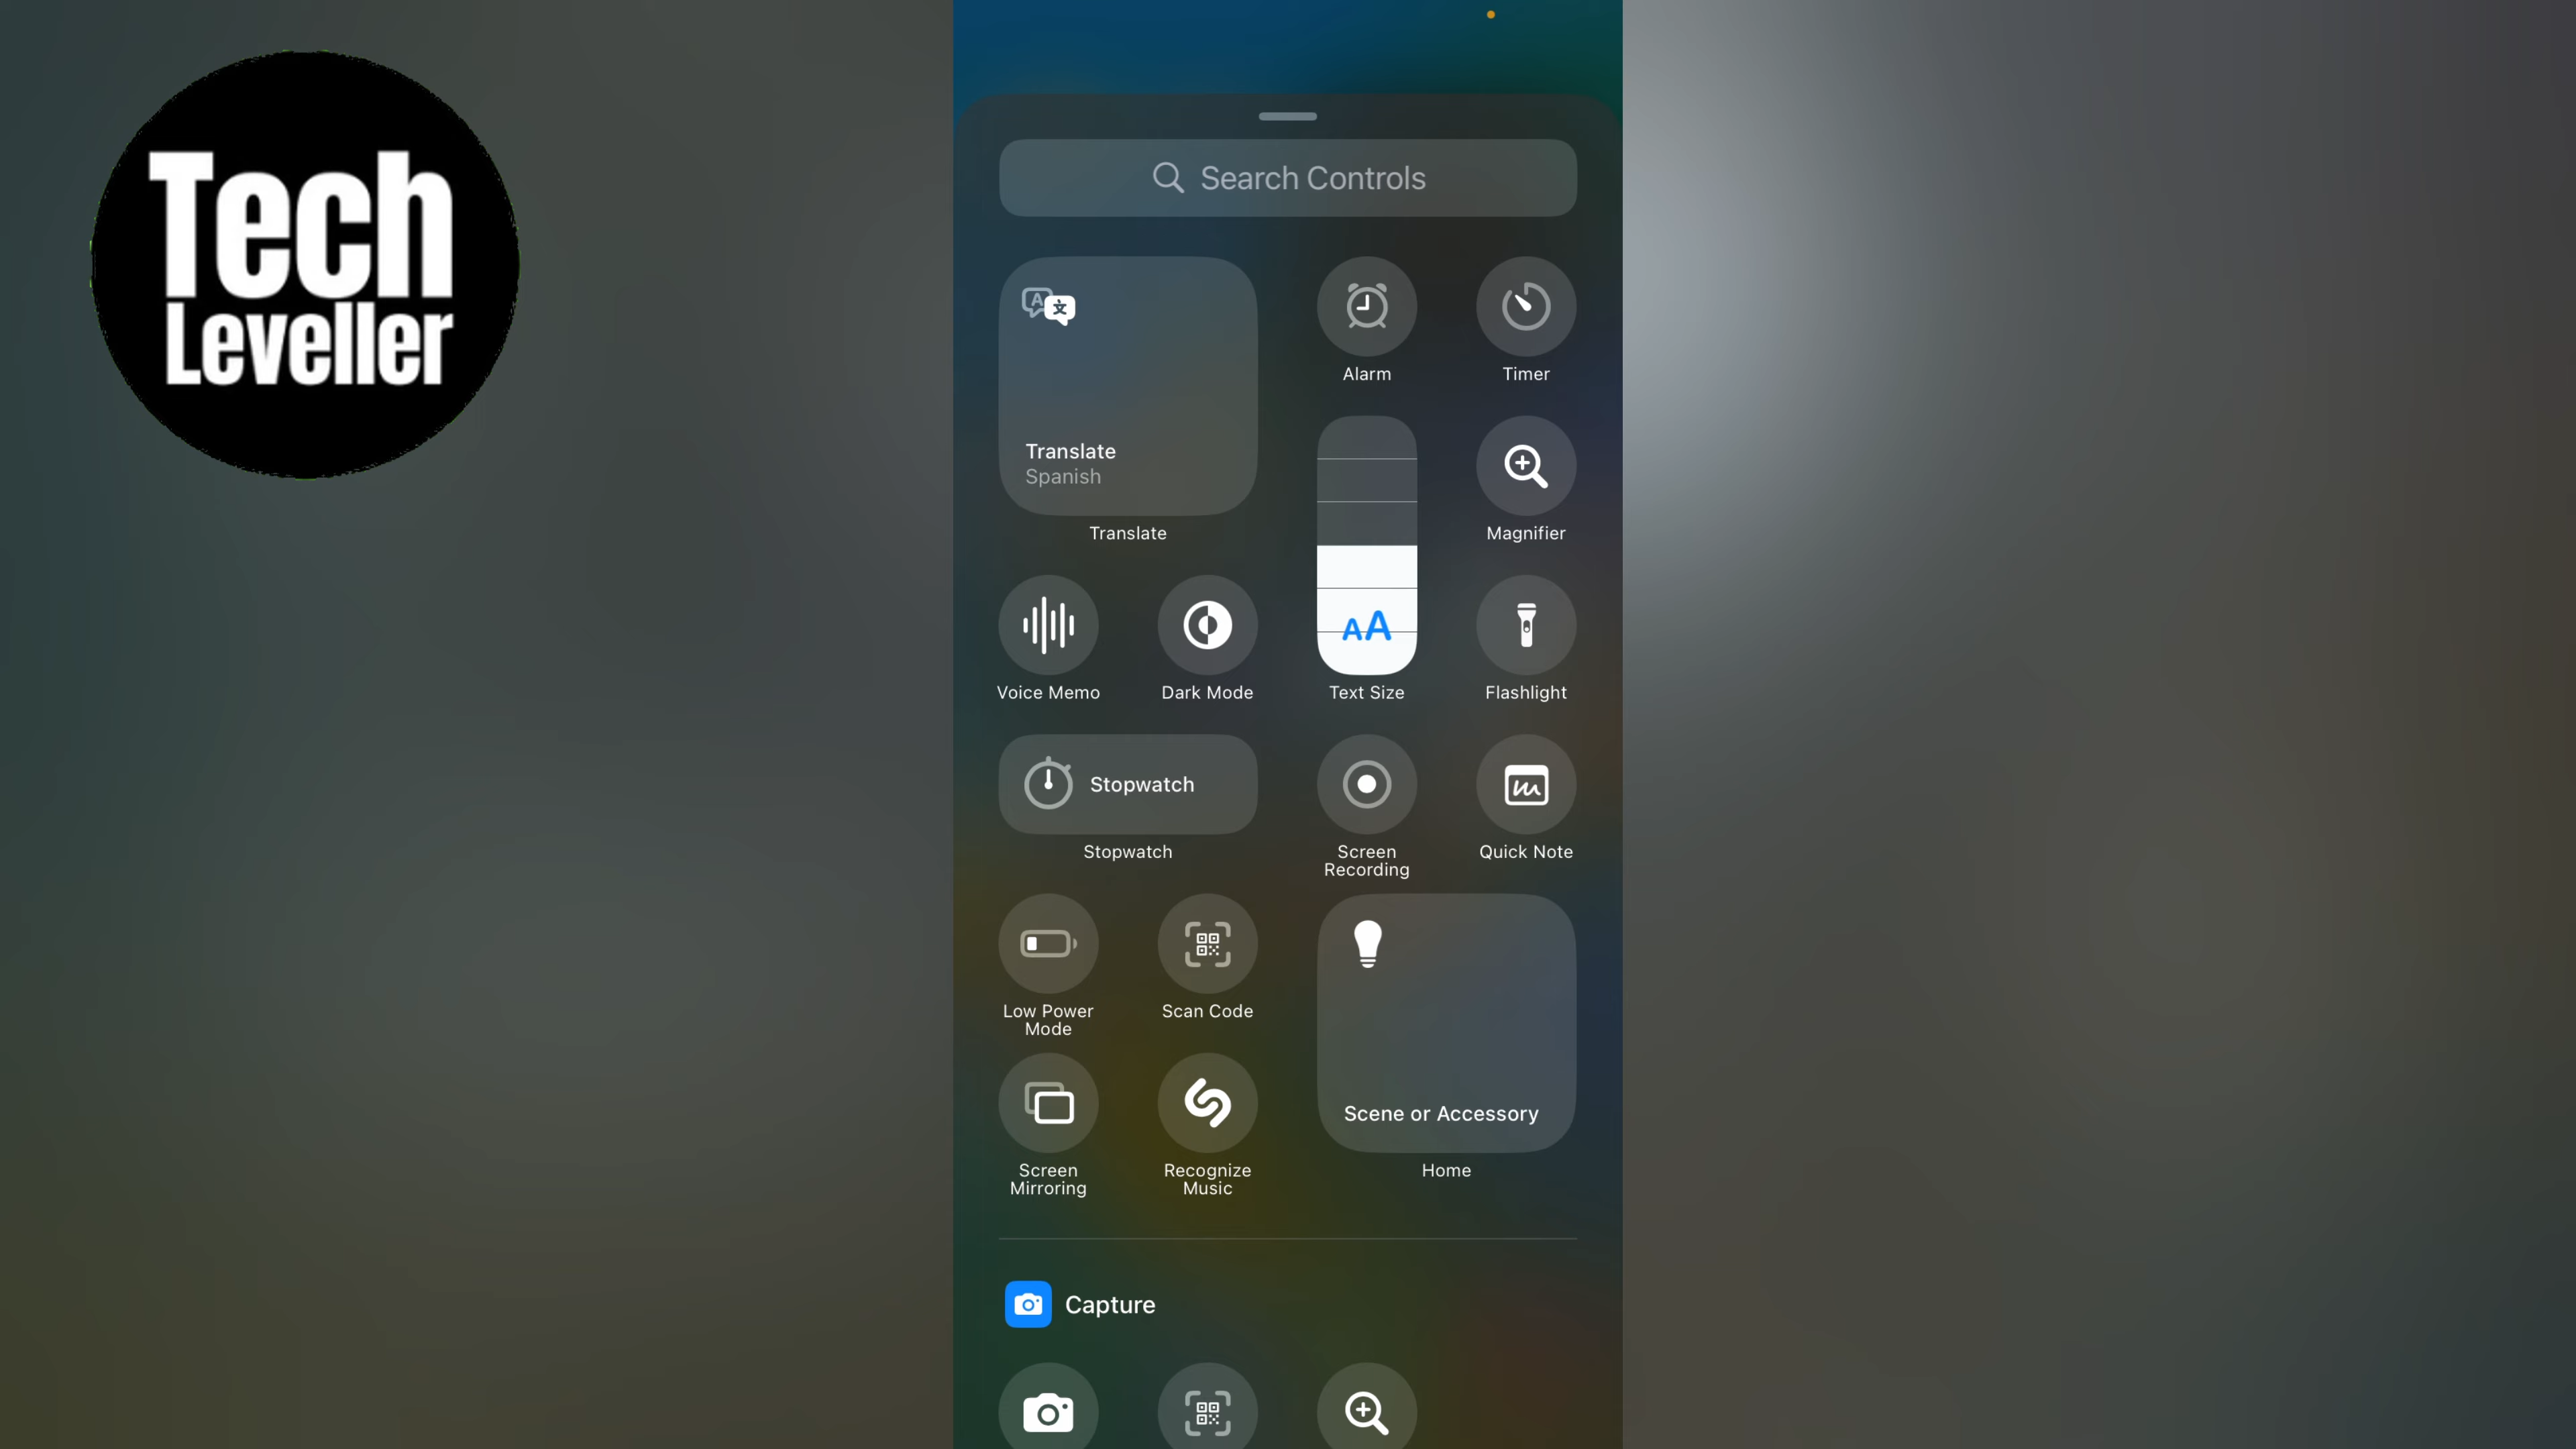 Tech
Leveller
Search Controls
Translate
Spanish
Translate
Alarm
Timer
Magnifier
Voice Memo
Dark Mode
AA
Text Size
Flashlight
Stopwatch
Stopwatch
Screen
Recording
Quick Note
Low Power
Mode
Scan Code
Scene or Accessory
Home
Screen
Mirroring
Recognize
Music
Capture